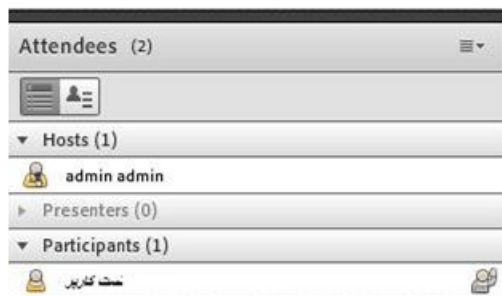 Attendees (2)
Hosts (1)
admin admin
Presenters (0)
Participants (1)
تست کاربر